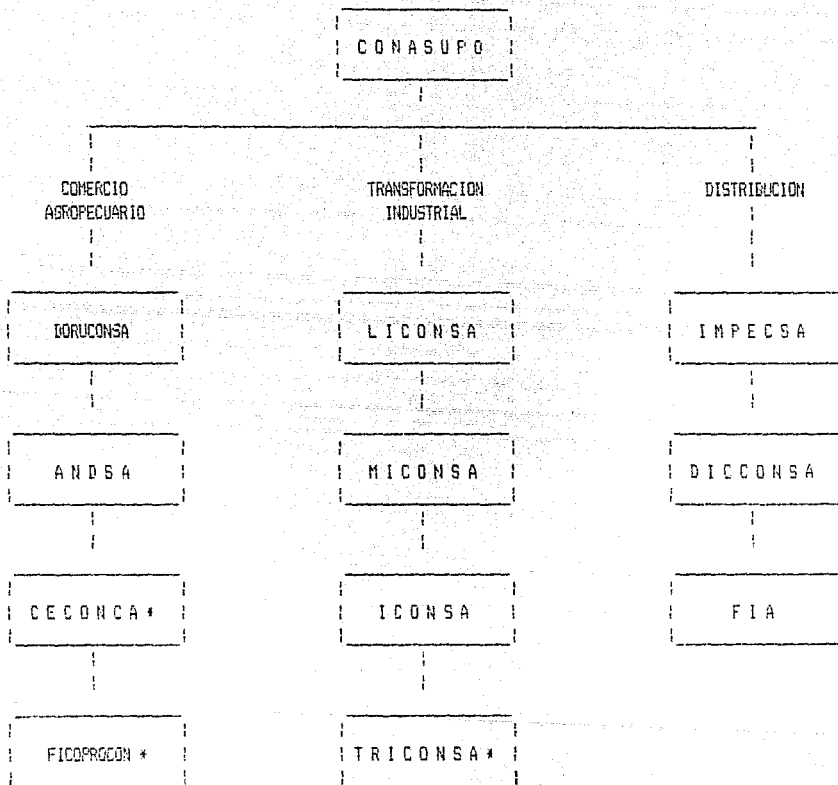 CONASUPO
COMERCIO
AGROPECUARIO
TRANSFORMACION
INDUSTRIAL
DISTRIBUCION
BORUCONSA
LICONSA
IMPECSA
ANDSA
MICONSA
DICCONSA
CECONCA*
ICONSA
FIA
FICOPROCON *
TRICONSA*